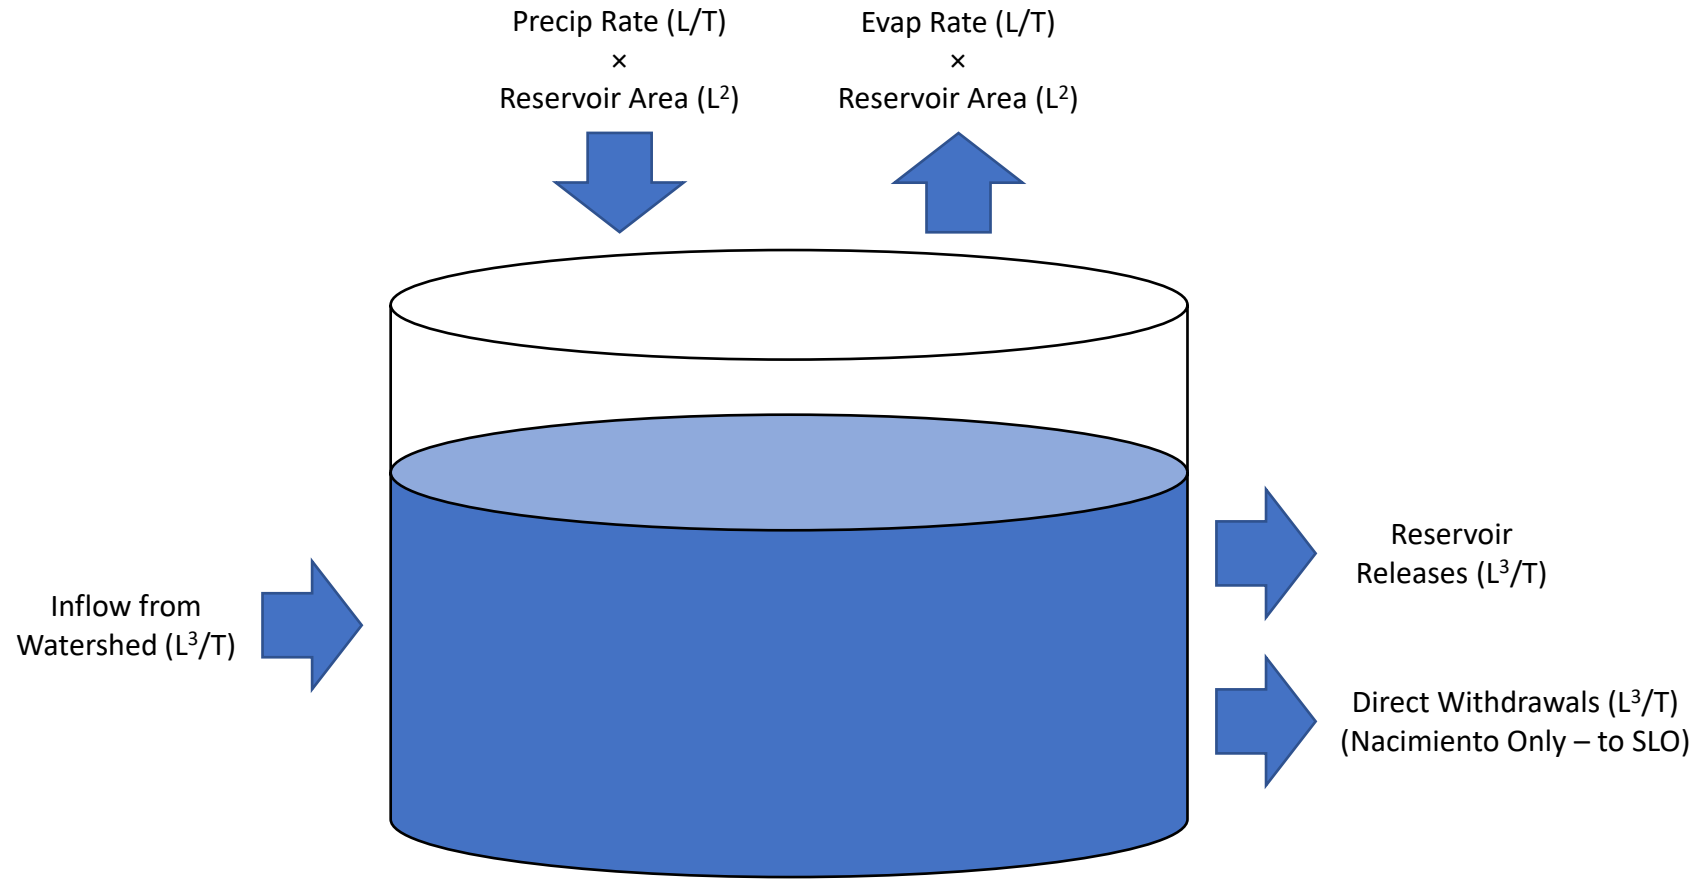 Precip Rate (L/T)
×
Reservoir Area (L²)
Evap Rate (L/T)
×
Reservoir Area (L²)
Inflow from
Watershed (L³/T)
Reservoir
Releases (L³/T)
Direct Withdrawals (L³/T)
(Nacimiento Only – to SLO)